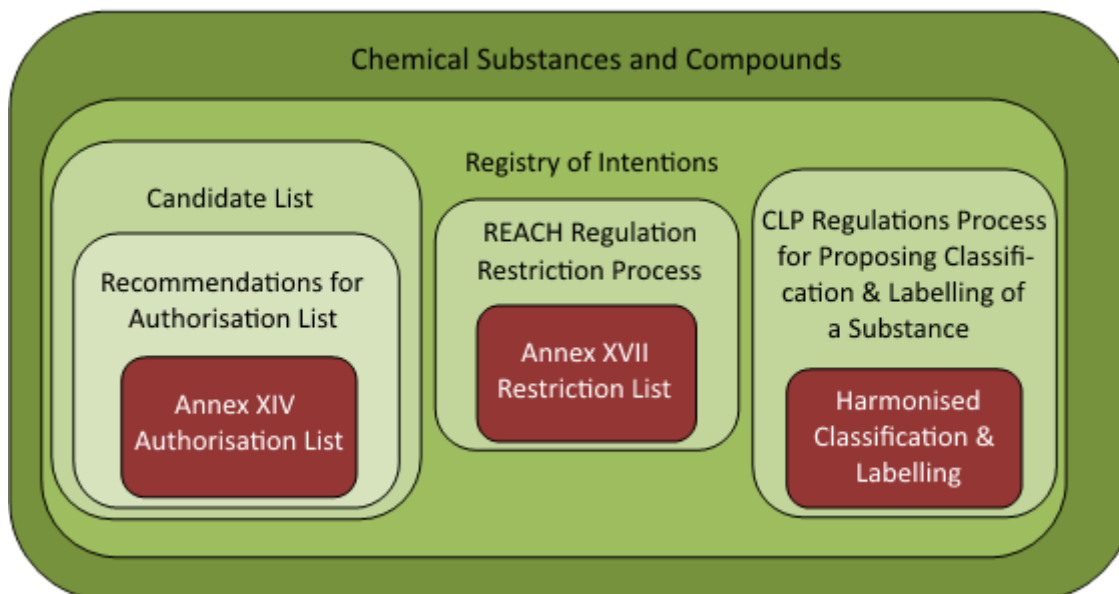 Chemical Substances and Compounds
Registry of Intentions
Candidate List
Recommendations for
Authorisation List
Annex XIV
Authorisation List
REACH Regulation
Restriction Process
Annex XVII
Restriction List
CLP Regulations Process
for Proposing Classifi-
cation & Labelling of
a Substance
Harmonised
Classification &
Labelling